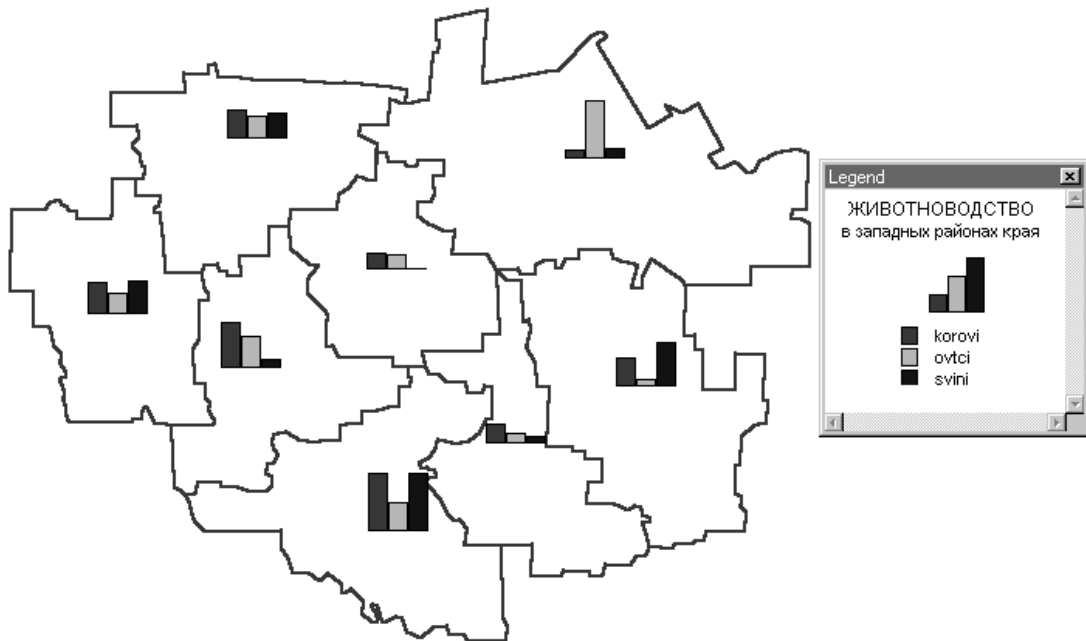 Legend
ЖИВОТНОВОДСТВО
в западных районах края
korovi
ovtci
svini